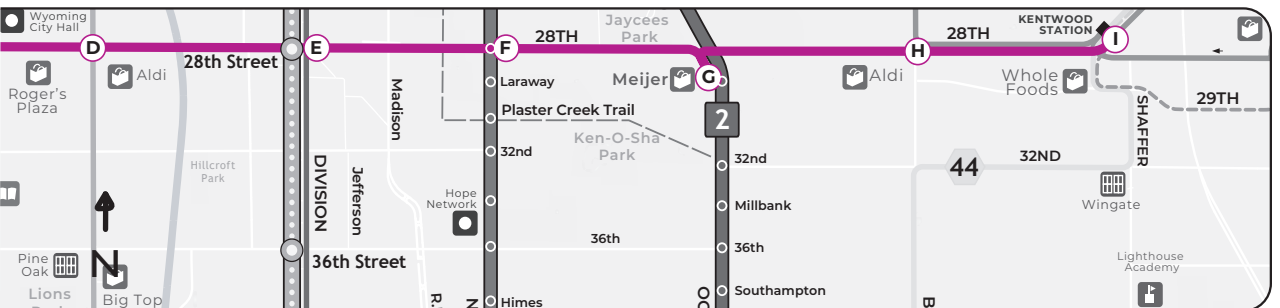 Wyoming
City Hall
D
28th Street
E
F
28TH
Jaycees
Park
H
28TH
KENTWOOD
STATION
I
Roger's
Plaza
Aldi
Madison
Laraway
Meijer
G
Aldi
Whole
Foods
29TH
SHAFFER
Plaster Creek Trail
2
Ken-O-Sha
Park
32nd
32nd
44
32ND
Hillcroft
Park
DIVISION
Jefferson
Hope
Network
Millbank
Wingate
N
36th Street
36th
36th
Pine
Oak
Lions
Big Top
Himes
Southampton
Lighthouse
Academy
R
N
OO
B